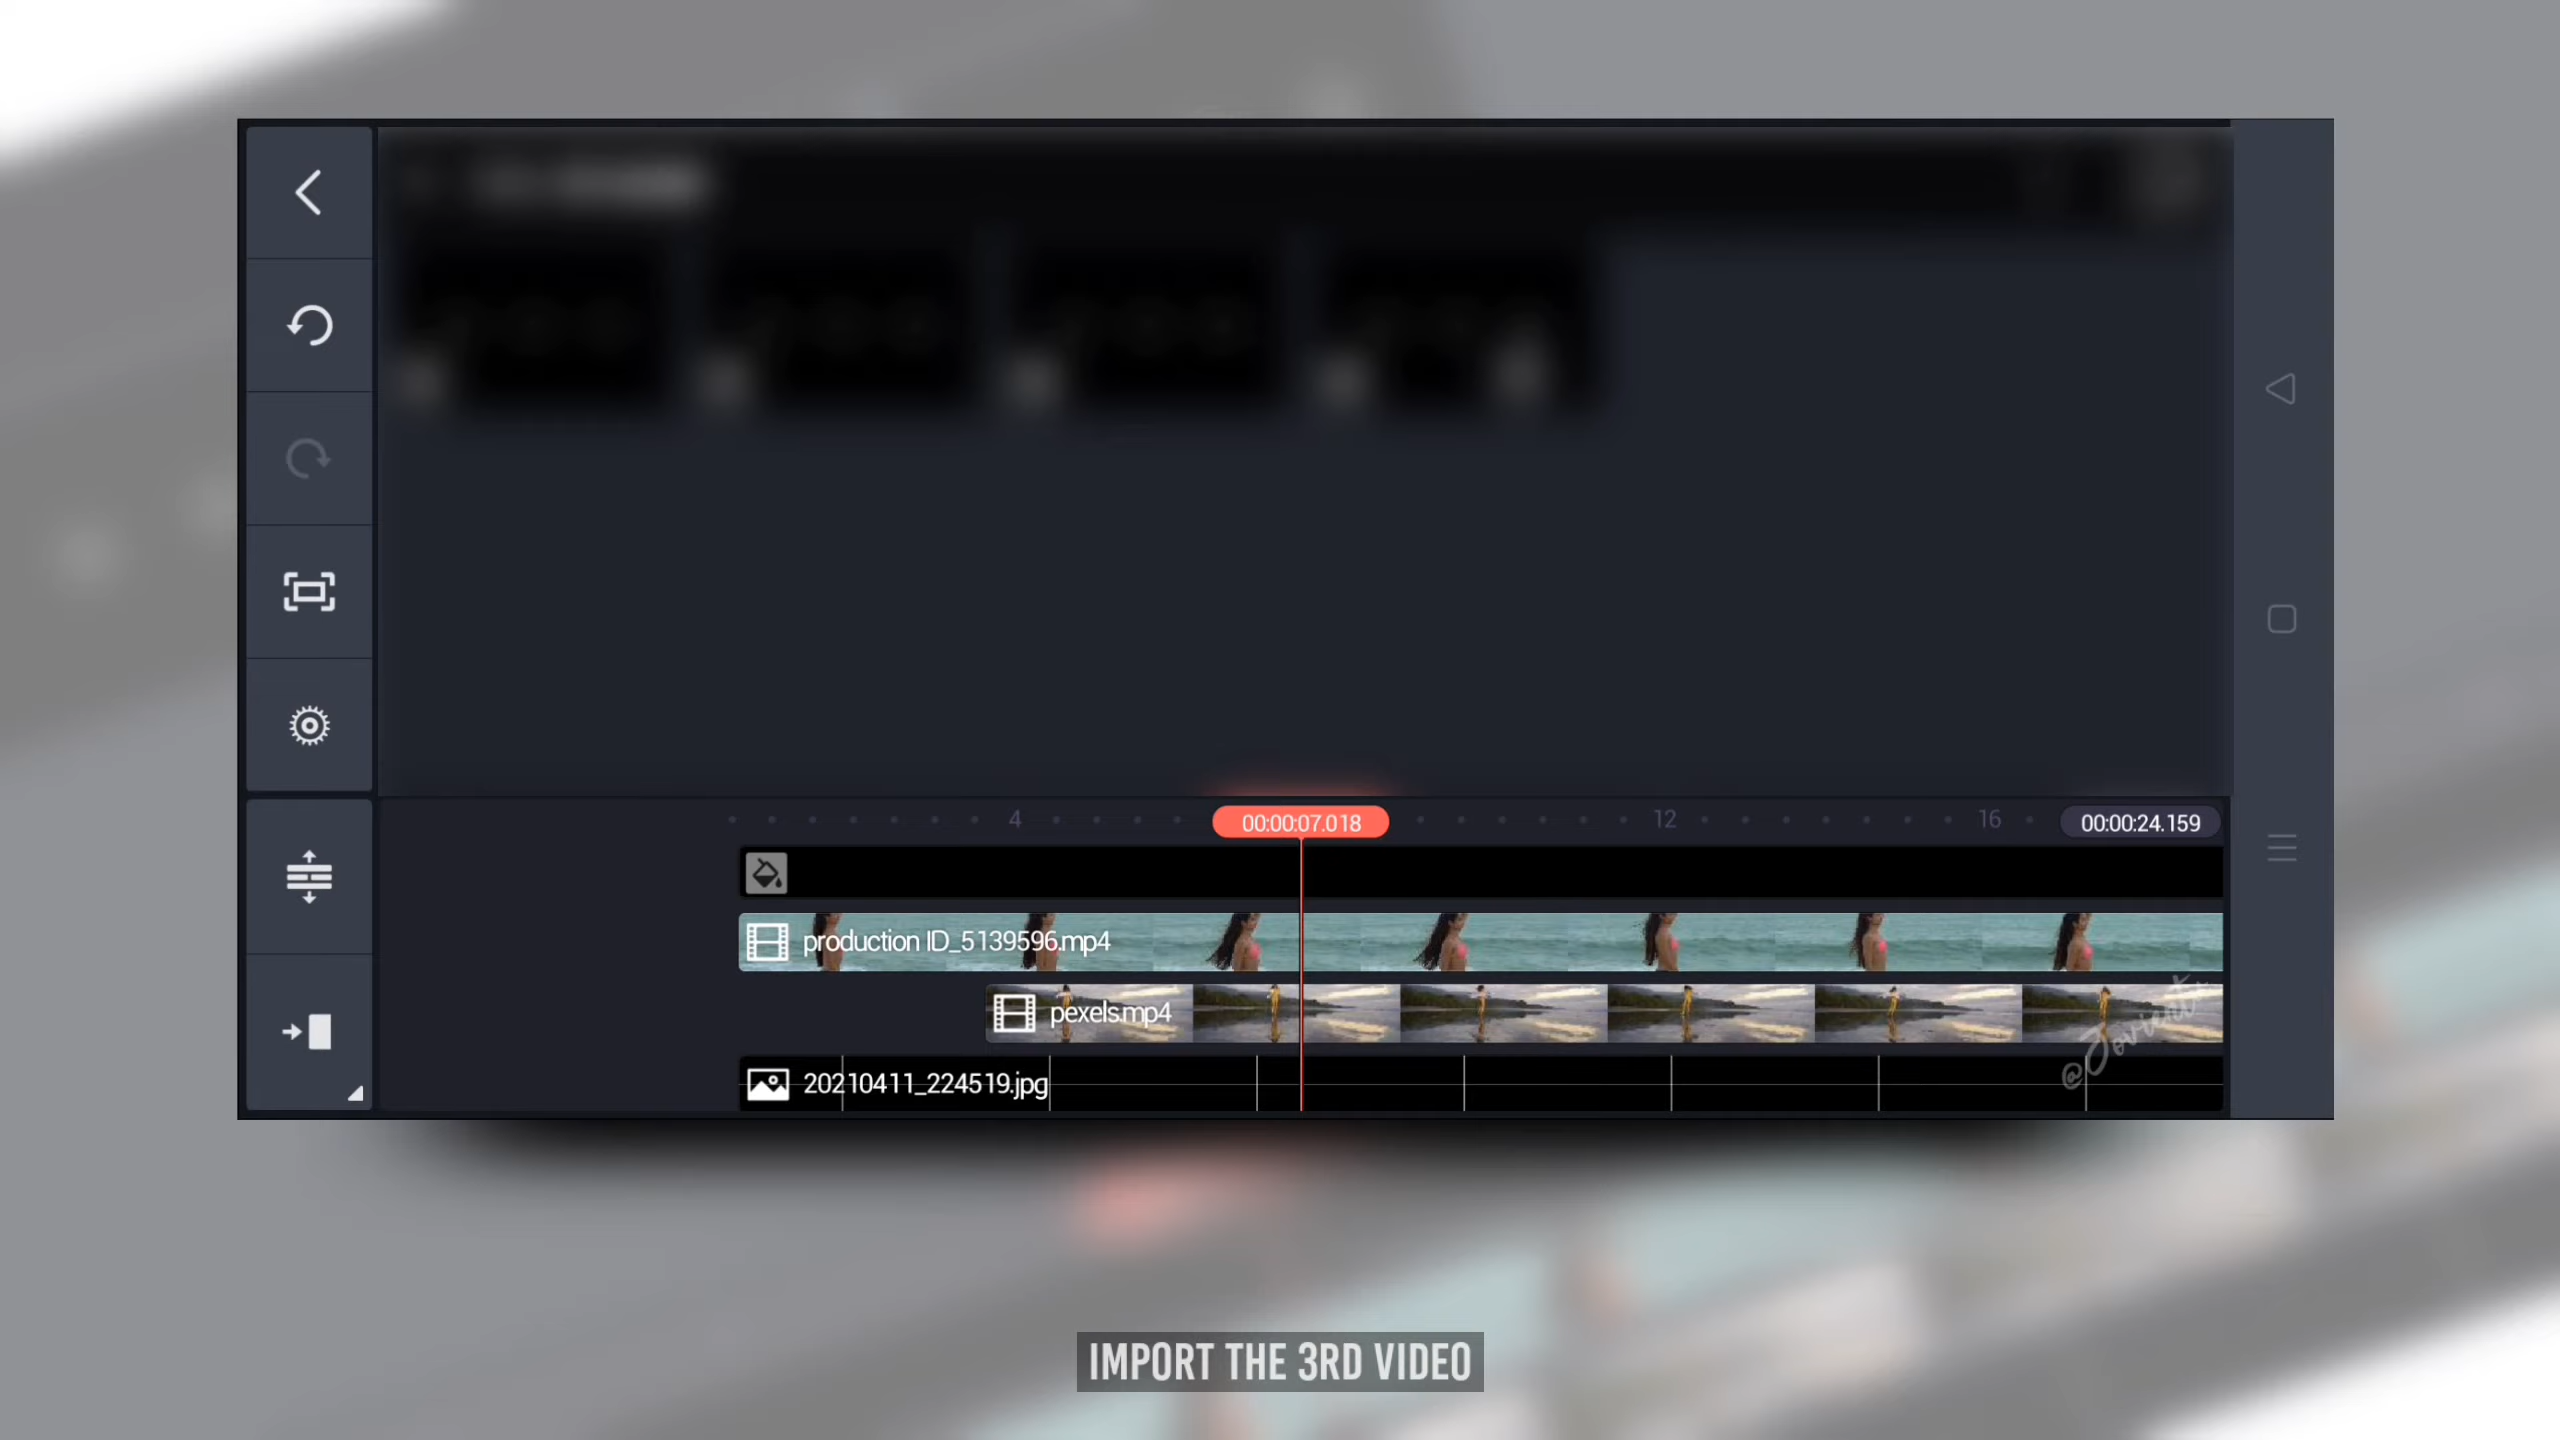 4
00:00:07.018
12
16
00:00:24.159
production ID_5139596.mp4
pexels.mp4
20210411_224519.jpg
IMPORT THE 3RD VIDEO